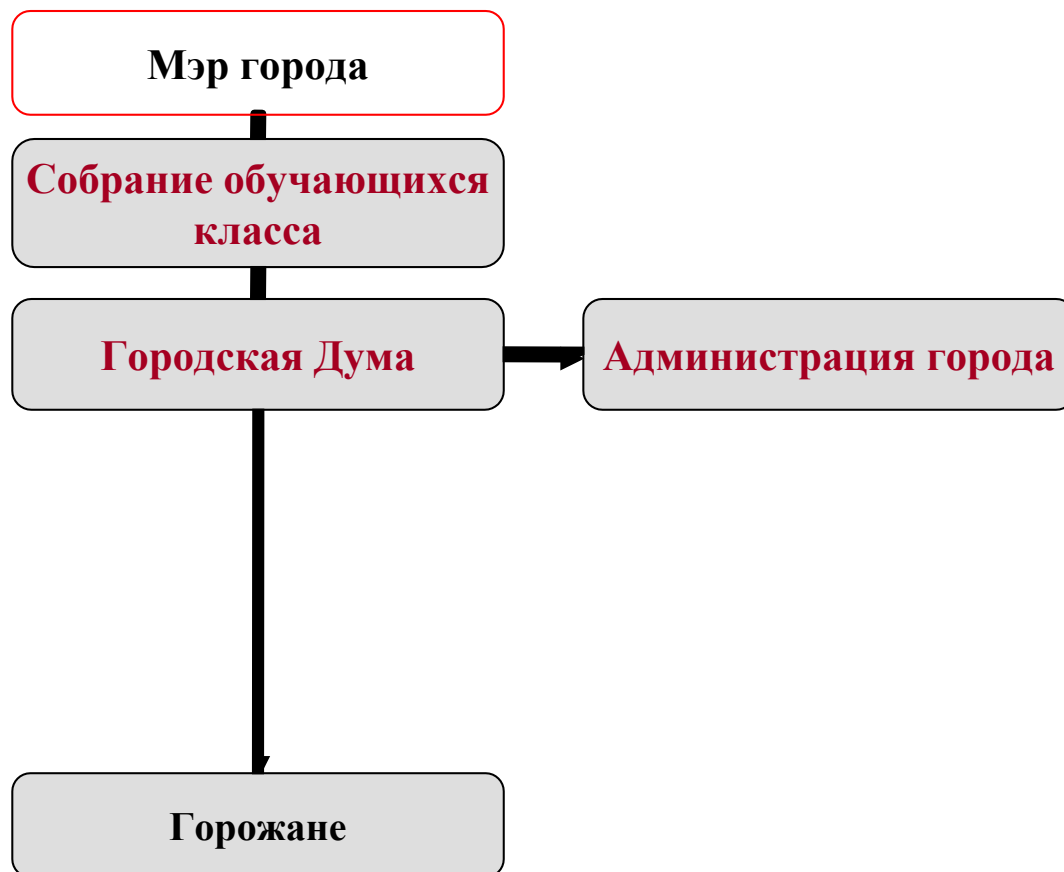 Мэр города
Собрание обучающихся
класса
Городская Дума
Администрация города
Горожане